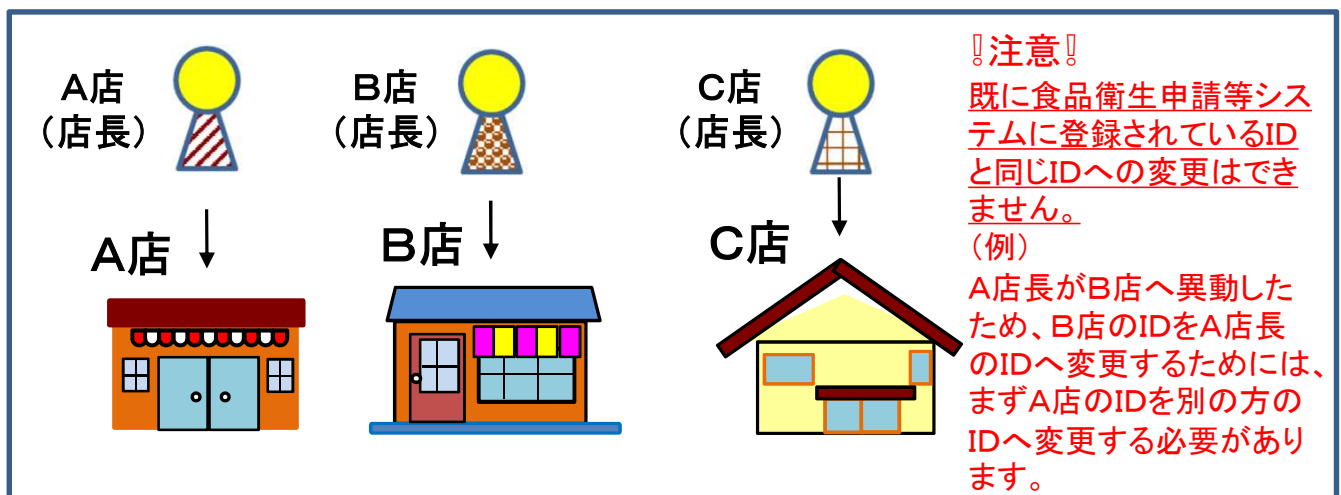 A店
(店長)
B店
(店長)
C店
(店長)
A店
B店
C店
‼注意‼
既に食品衛生申請等シス
テムに登録されているID
と同じIDへの変更はでき
ません。
(例)
A店長がB店へ異動した
ため、B店のIDをA店長
のIDへ変更するためには、
まずA店のIDを別の方の
IDへ変更する必要があり
ます。